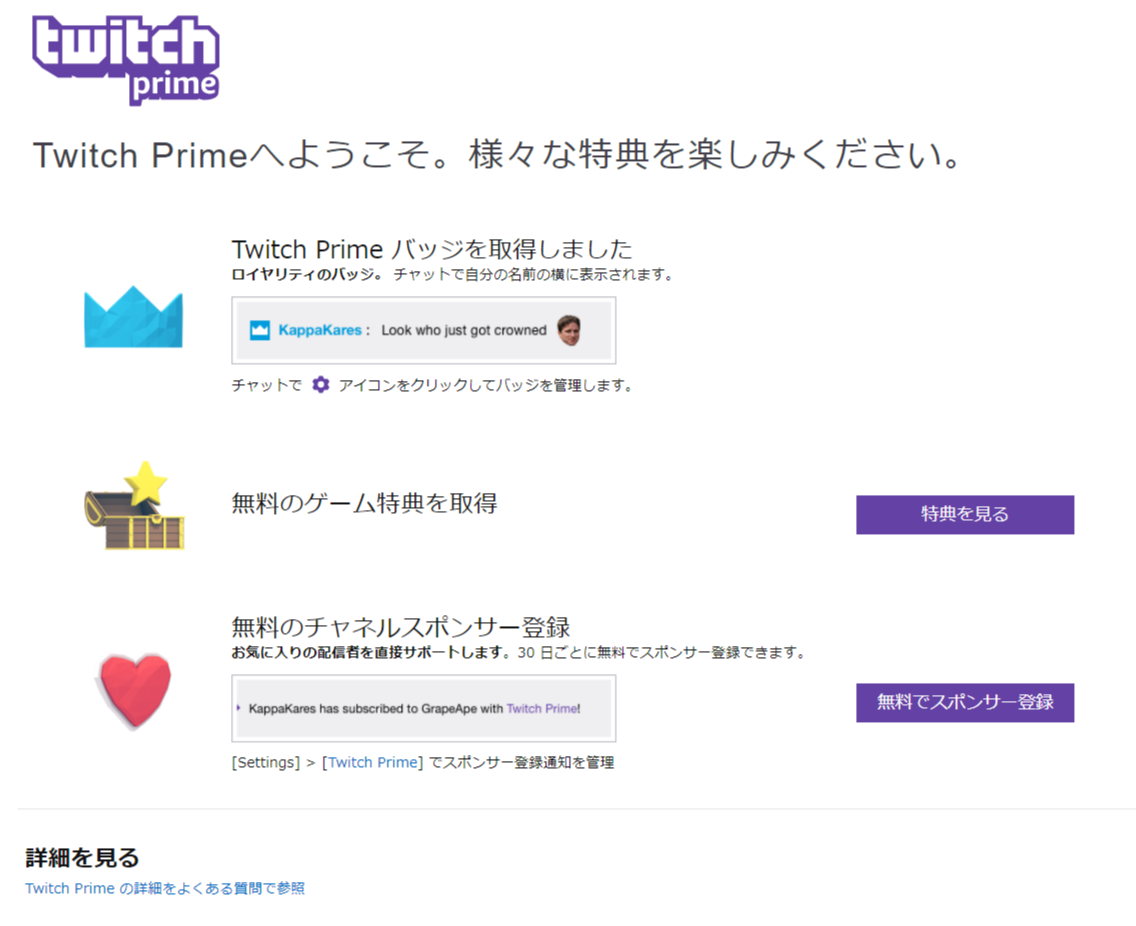 twitch
prime
Twitch Primeへようこそ。様々な特典を楽しみください。
Twitch Prime バッジを取得しました
ロイヤリティのバッジ。 チャットで自分の名前の横に表示されます。
KappaKares : Look who just got crowned
チャットで アイコンをクリックしてバッジを管理します。
無料のゲーム特典を取得
特典を見る
無料のチャネルスポンサー登録
お気に入りの配信者を直接サポートします。30 日ごとに無料でスポンサー登録できます。
KappaKares has subscribed to GrapeApe with Twitch Prime!
無料でスポンサー登録
[Settings] > [Twitch Prime] でスポンサー登録通知を管理
詳細を見る
Twitch Prime の詳細をよくある質問で参照